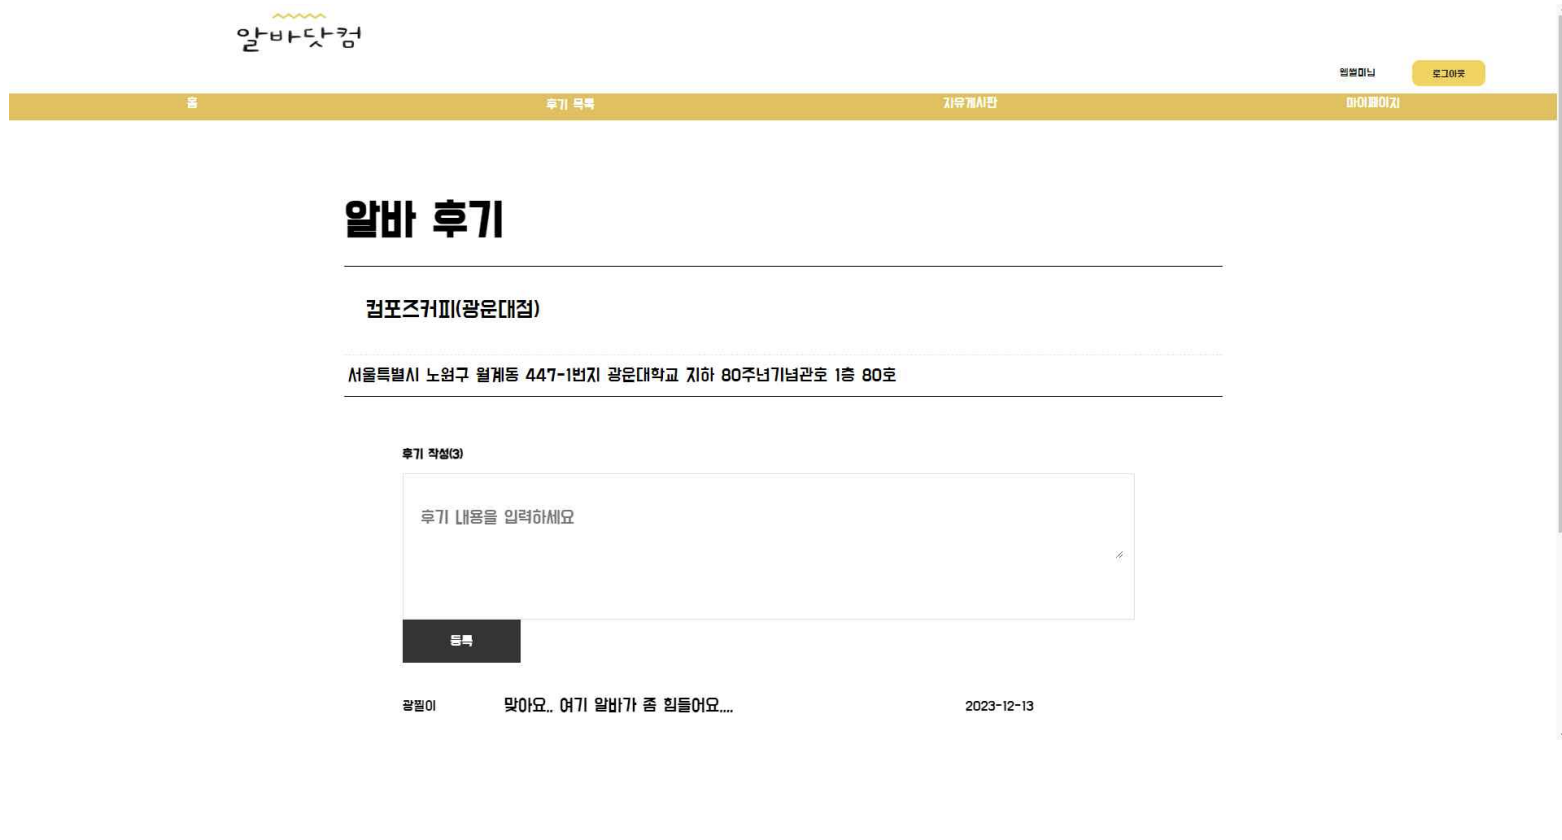 알바닷컴
웹쓸미닝 로그아웃
홈 후기 목록 자유게시판 마이페이지
알바 후기
컴포즈커피(광운대점)
서울특별시 노원구 월계동 447-1번지 광운대학교 지하 80주년기념관호 1층 80호
후기 작성(3)
후기 내용을 입력하세요
등록
광필이 맞아요.. 여기 알바가 좀 힘들어요.... 2023-12-13